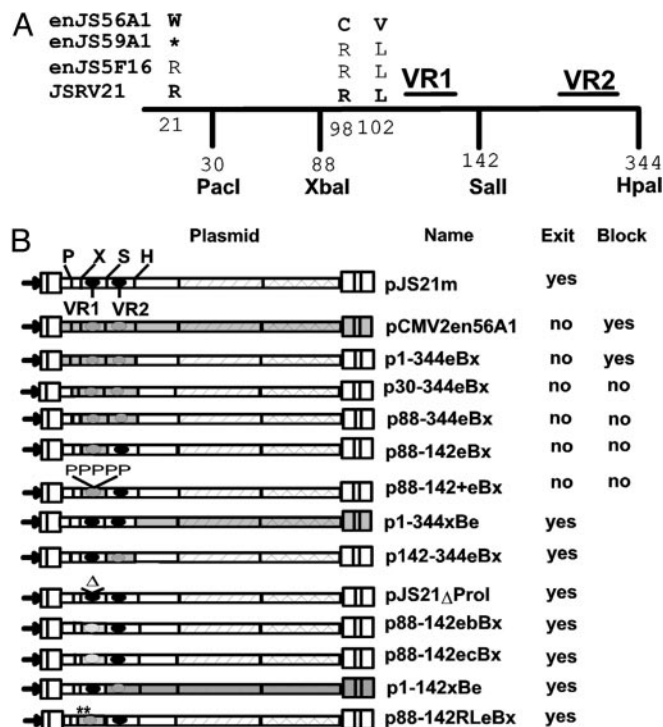 A
enJS56A1 W C V
enJS59A1 * R L
enJS5F16 R R L
JSRV21 R R L
VR1 VR2
21 98 102
30 88 142 344
PacI XbaI SalI HpaI
B
Plasmid Name Exit Block
P X S H
pJS21m yes
VR1 VR2
pCMV2en56A1 no yes
p1-344eBx no yes
p30-344eBx no no
p88-344eBx no no
p88-142eBx no no
PPPPP
p88-142+eBx no no
p1-344xBe yes
p142-344eBx yes
Δ
pJS21ΔProl yes
p88-142ebBx yes
p88-142ecBx yes
p1-142xBe yes
**
p88-142RLeBx yes